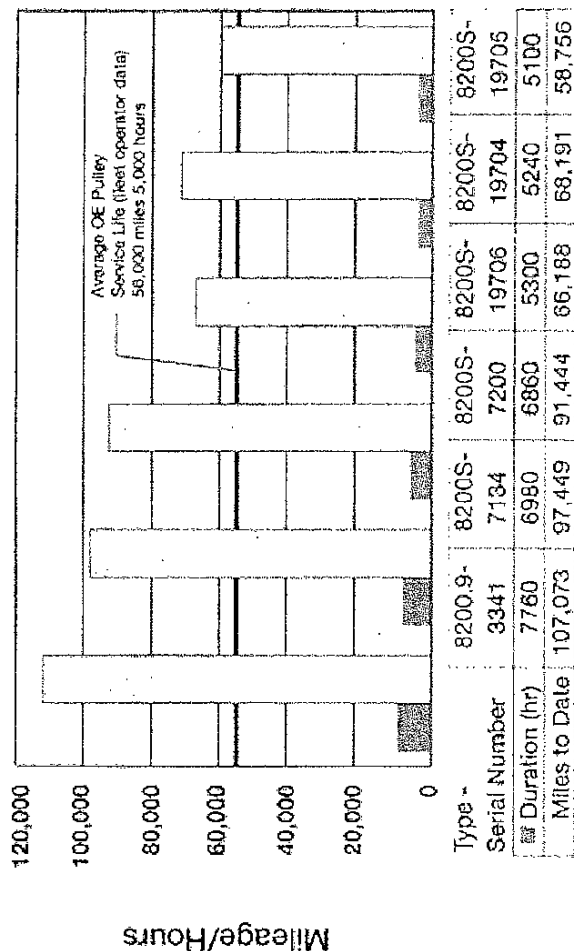 Mileage/Hours
120,000
100,000
80,000
60,000
40,000
20,000
0
Average OE Pulley
Service Life (fleet operator data)
56,000 miles 5,000 hours
Type - 8200.9- 8200S- 8200S- 8200S- 8200S- 8200S-
Serial Number 3341 7134 7200 19706 19704 19705
Duration (hr) 7760 6980 6860 5300 5240 5100
Miles to Date 107,073 97,449 91,444 66,188 68,191 58,756